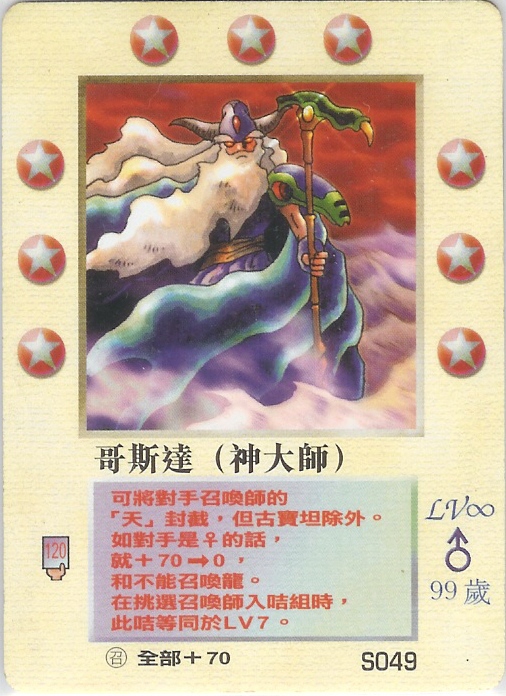 哥斯達（神大師）
可將對手召喚師的
「天」封截，但古寶坦除外。
如對手是♀的話，
就＋70➡0，
和不能召喚龍。
在挑選召喚師入咭組時，
此咭等同於LV7。
LV∞
♂
99歲
120
召 全部＋70
S049